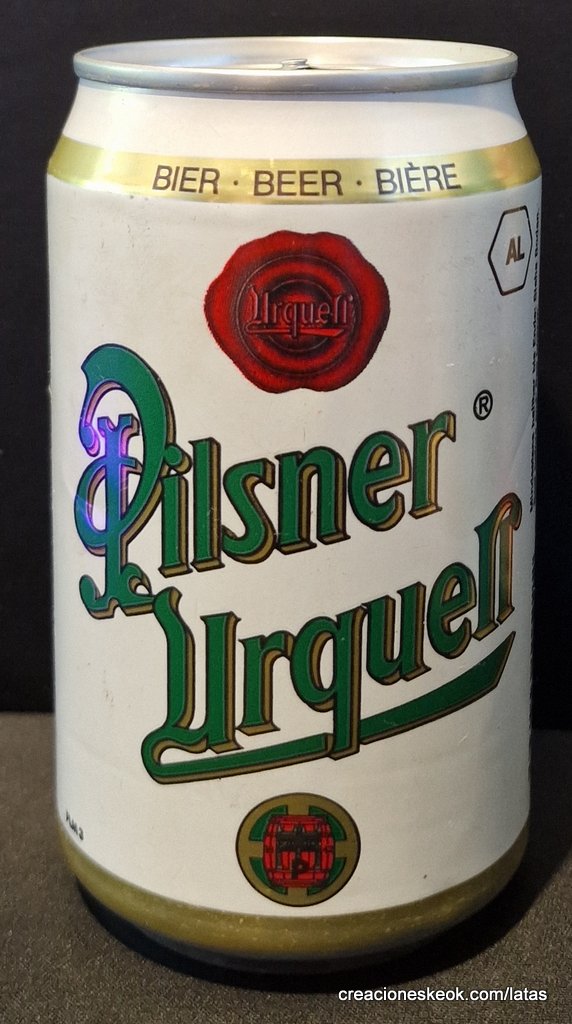 BIER · BEER · BIÈRE
AL
Urquell
Pilsner ®
Urquell
P
creacioneskeok.com/latas